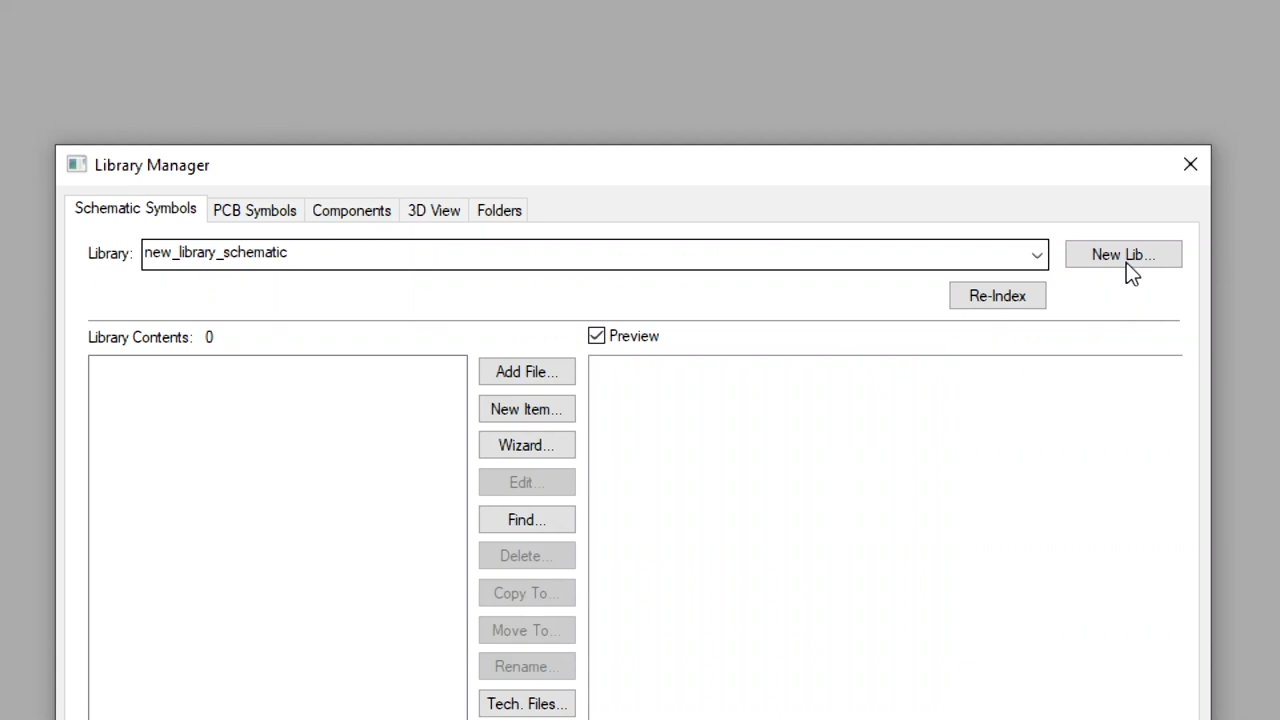 Library Manager
Schematic Symbols PCB Symbols Components 3D View Folders
Library: new_library_schematic New Lib...
Re-Index
Library Contents: 0 Preview
Add File...
New Item...
Wizard...
Edit...
Find...
Delete...
Copy To...
Move To...
Rename...
Tech. Files...